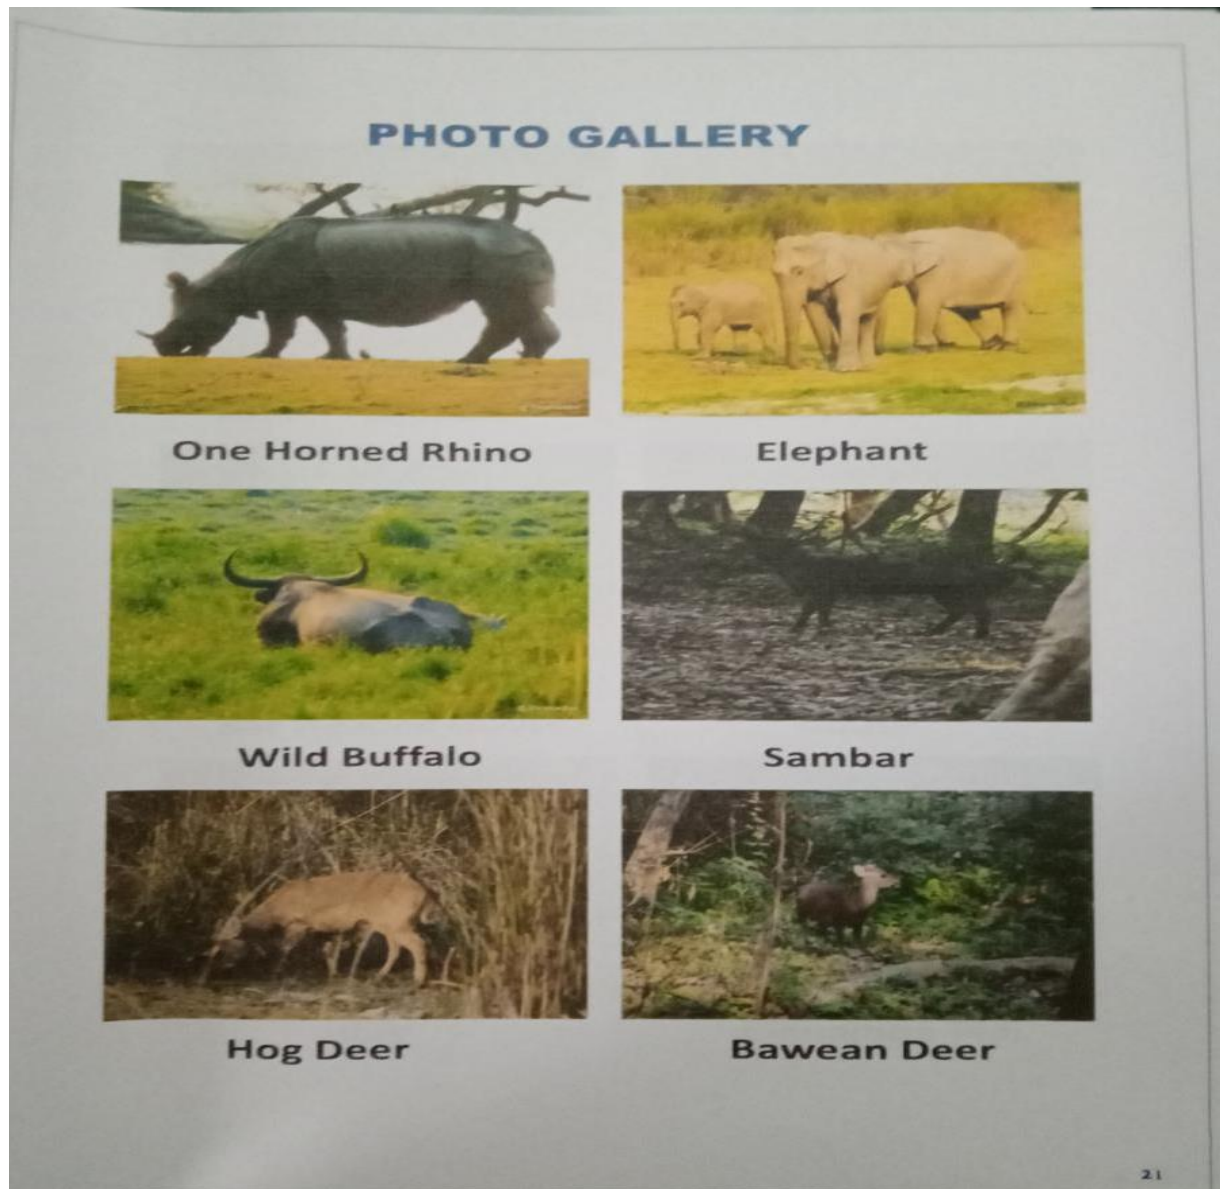 PHOTO GALLERY
One Horned Rhino
Elephant
Wild Buffalo
Sambar
Hog Deer
Bawean Deer
21